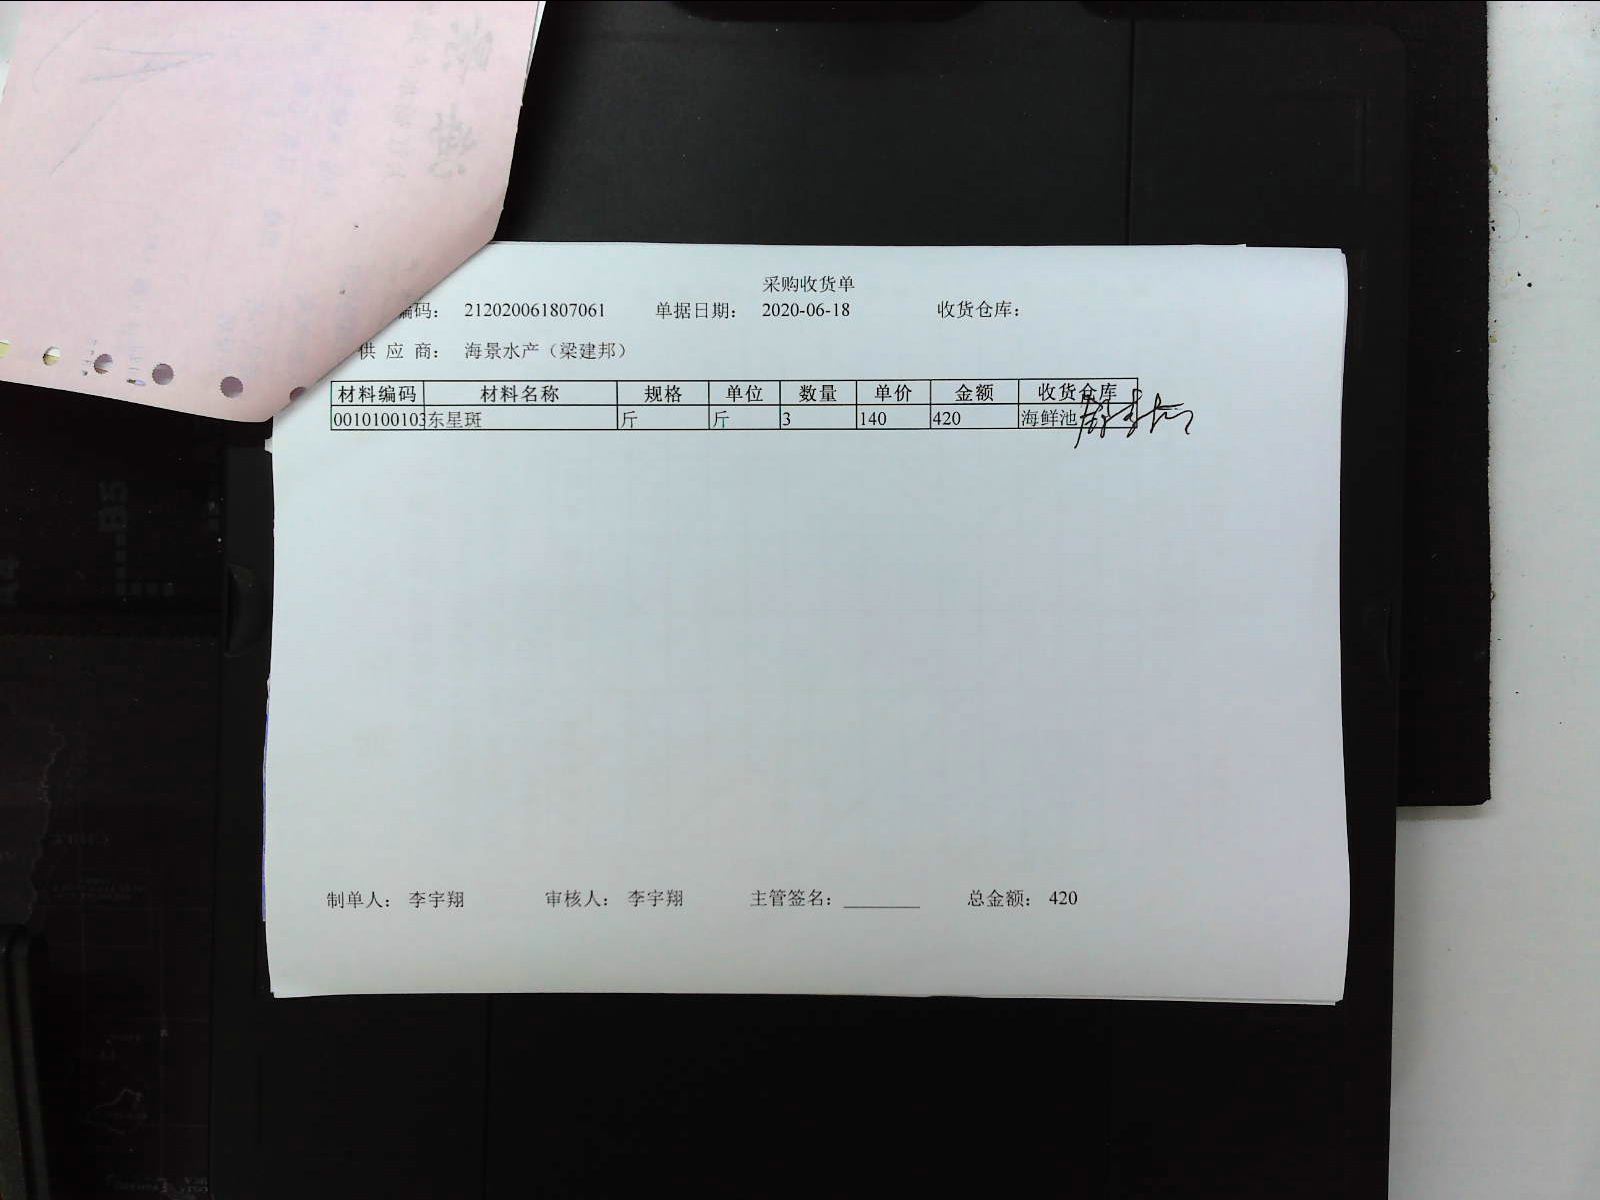 采购收货单
编码： 212020061807061 单据日期： 2020-06-18 收货仓库：
供 应 商： 海景水产（梁建邦）
材料编码 材料名称 规格 单位 数量 单价 金额 收货仓库
0010100103 东星斑 斤 斤 3 140 420 海鲜池
制单人： 李宇翔 审核人： 李宇翔 主管签名：________ 总金额： 420